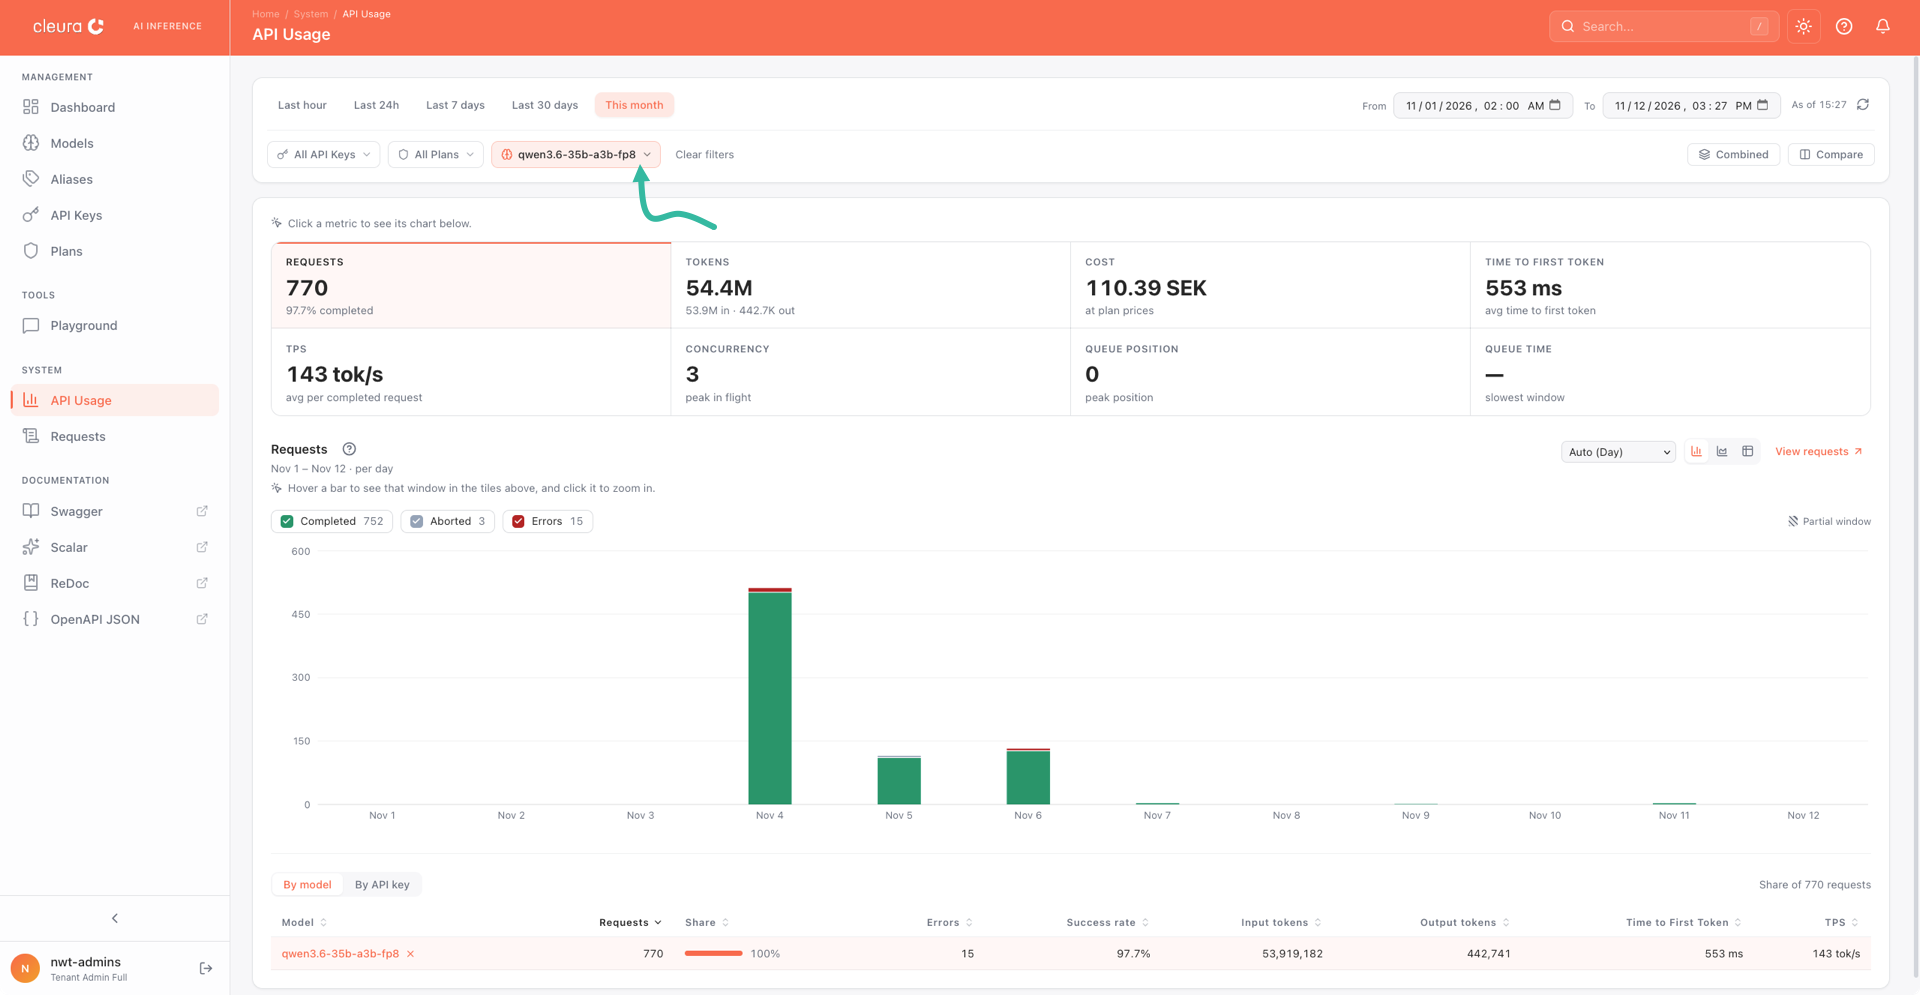 cleura
AI INFERENCE
Home / System / API Usage
API Usage
Search...
/
MANAGEMENT
Dashboard
Models
Aliases
API Keys
Plans
TOOLS
Playground
SYSTEM
API Usage
Requests
DOCUMENTATION
Swagger
Scalar
ReDoc
OpenAPI JSON
N
nwt-admins
Tenant Admin Full
Last hour
Last 24h
Last 7 days
Last 30 days
This month
From
11/01/2026, 02:00 AM
To
11/12/2026, 03:27 PM
As of 15:27
All API Keys
All Plans
qwen3.6-35b-a3b-fp8
Clear filters
Combined
Compare
Click a metric to see its chart below.
REQUESTS
770
97.7% completed
TOKENS
54.4M
53.9M in · 442.7K out
COST
110.39 SEK
at plan prices
TIME TO FIRST TOKEN
553 ms
avg time to first token
TPS
143 tok/s
avg per completed request
CONCURRENCY
3
peak in flight
QUEUE POSITION
0
peak position
QUEUE TIME
—
slowest window
Requests
Nov 1 – Nov 12 · per day
Hover a bar to see that window in the tiles above, and click it to zoom in.
Auto (Day)
View requests
Completed 752
Aborted 3
Errors 15
Partial window
600
450
300
150
0
Nov 1
Nov 2
Nov 3
Nov 4
Nov 5
Nov 6
Nov 7
Nov 8
Nov 9
Nov 10
Nov 11
Nov 12
By model
By API key
Share of 770 requests
Model Requests Share Errors Success rate Input tokens Output tokens Time to First Token TPS
qwen3.6-35b-a3b-fp8 × 770 100% 15 97.7% 53,919,182 442,741 553 ms 143 tok/s